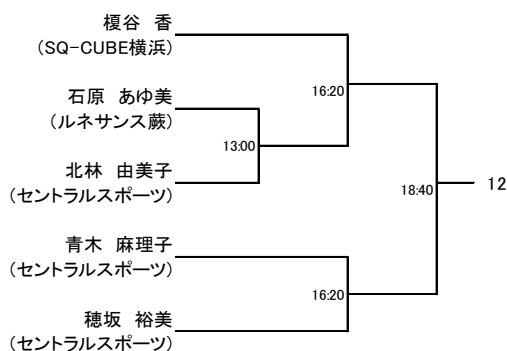 榎谷　香
(SQ-CUBE横浜)
16:20
石原　あゆ美
(ルネサンス蕨)
13:00
北林　由美子
(セントラルスポーツ)
18:40
12
青木　麻理子
(セントラルスポーツ)
16:20
穂坂　裕美
(セントラルスポーツ)